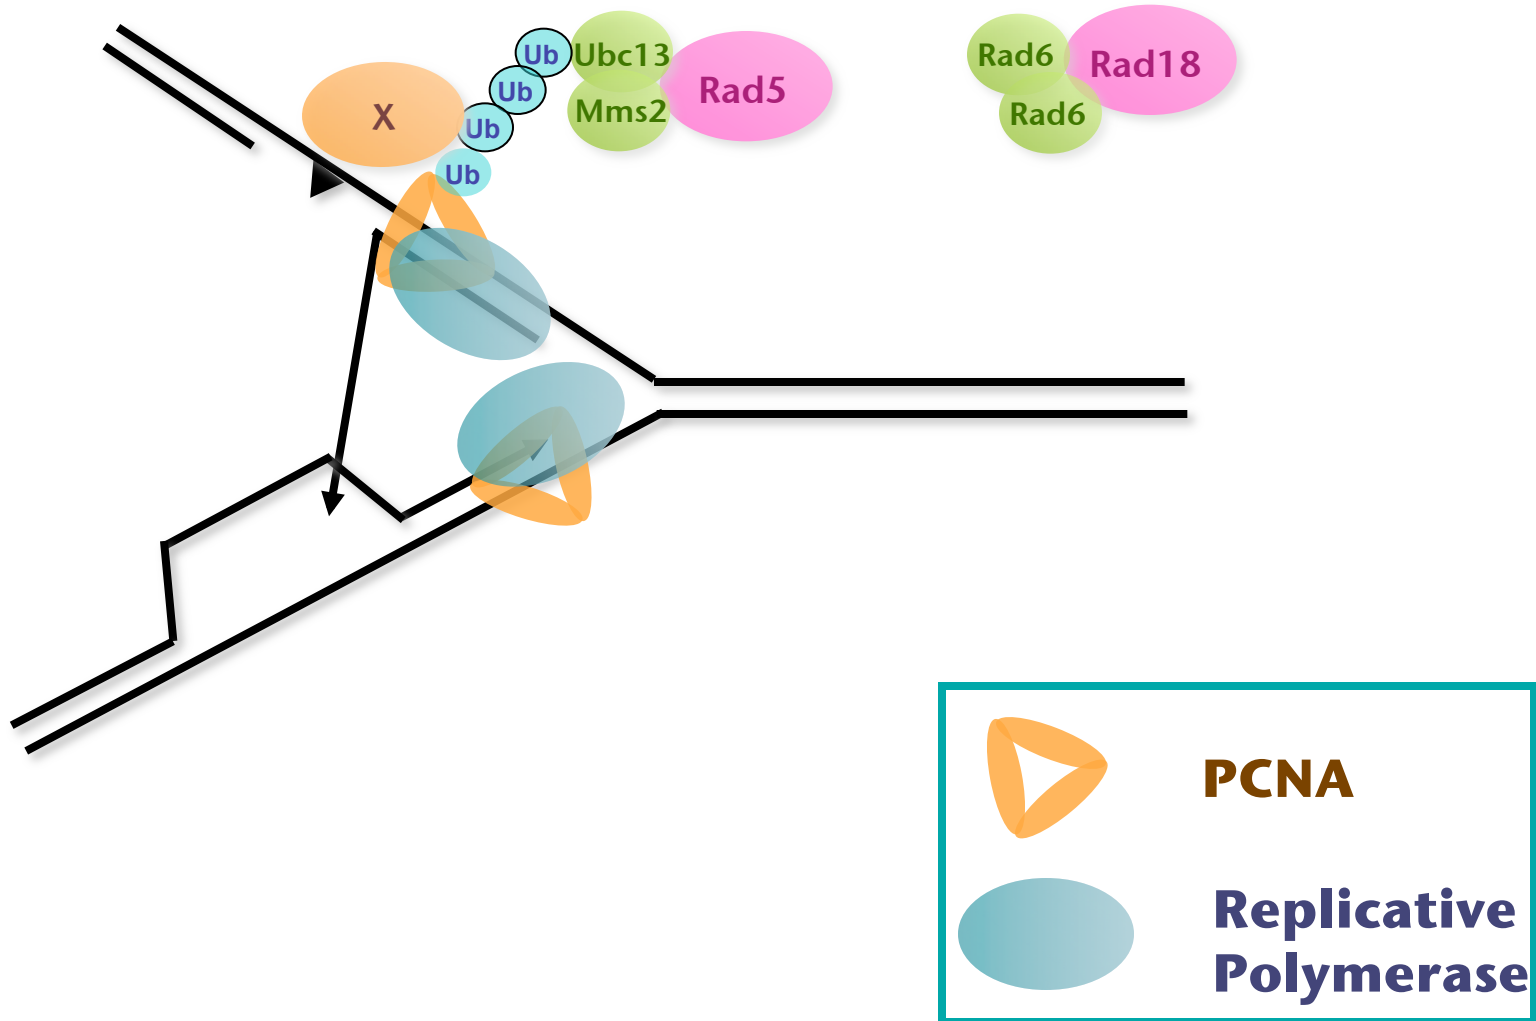 Ub
Ubc13
Rad5
Ub
Mms2
Ub
Ub
X
Rad6
Rad18
Rad6
PCNA
Replicative
Polymerase